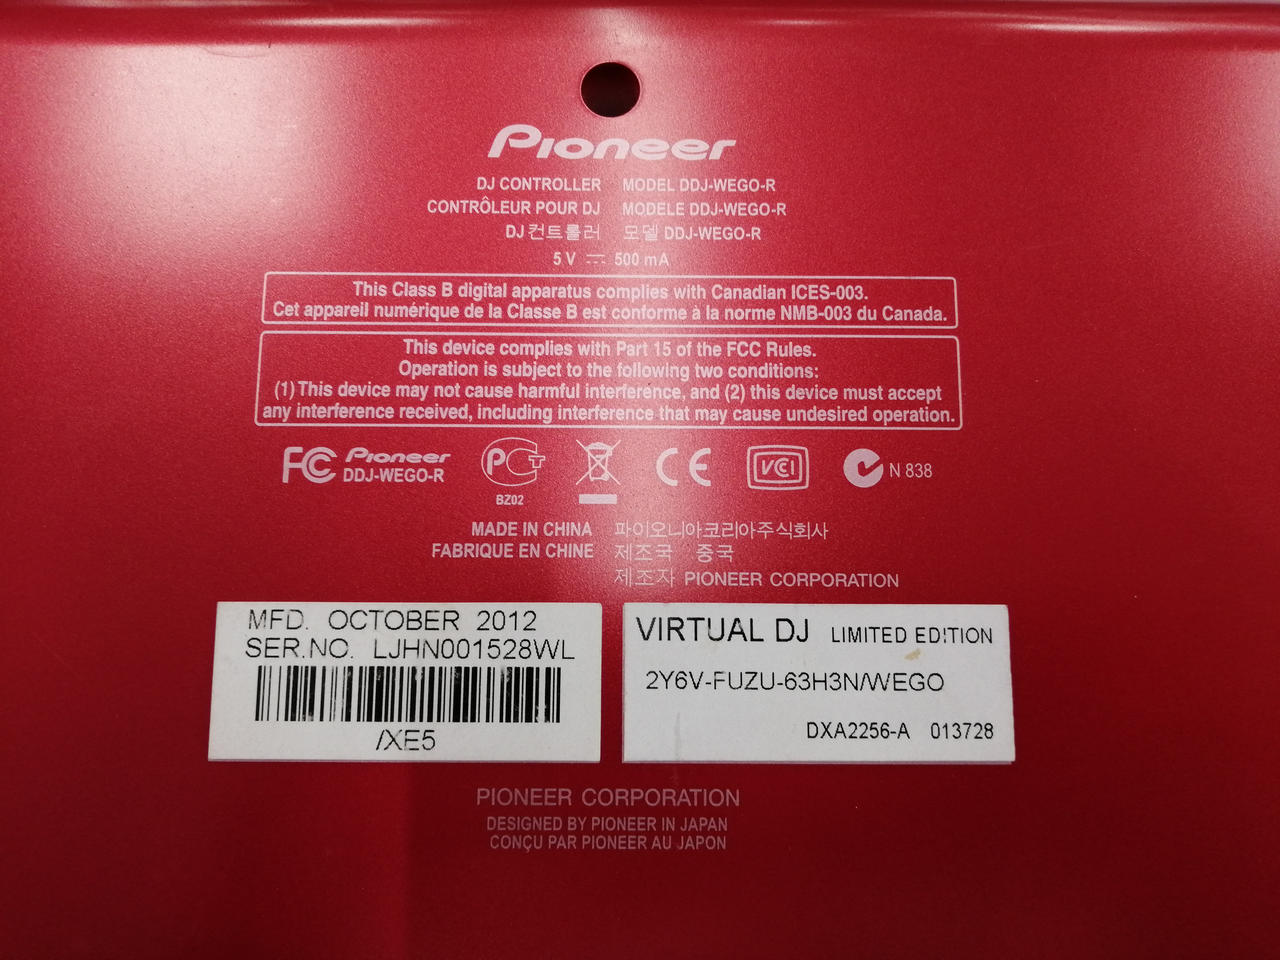 Pioneer
DJ CONTROLLER MODEL DDJ-WEGO-R
CONTRÔLEUR POUR DJ MODELE DDJ-WEGO-R
DJ 컨트롤러 모델 DDJ-WEGO-R
5 V ⎓ 500 mA
This Class B digital apparatus complies with Canadian ICES-003.
Cet appareil numérique de la Classe B est conforme à la norme NMB-003 du Canada.
This device complies with Part 15 of the FCC Rules.
Operation is subject to the following two conditions:
(1) This device may not cause harmful interference, and (2) this device must accept
any interference received, including interference that may cause undesired operation.
FC Pioneer
DDJ-WEGO-R
PCT
BZ02
CE
VCI
N 838
MADE IN CHINA 파이오니아코리아주식회사
FABRIQUE EN CHINE 제조국 중국
제조자 PIONEER CORPORATION
MFD. OCTOBER 2012
SER.NO. LJHN001528WL
/XE5
VIRTUAL DJ LIMITED EDITION
2Y6V-FUZU-63H3N/WEGO
DXA2256-A 013728
PIONEER CORPORATION
DESIGNED BY PIONEER IN JAPAN
CONÇU PAR PIONEER AU JAPON